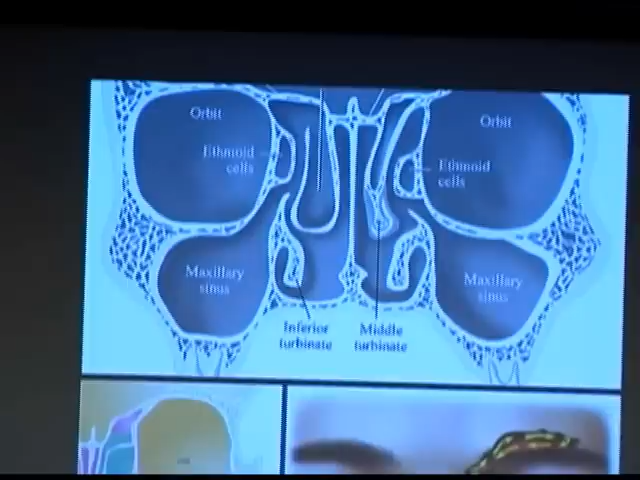 Orbit
Orbit
Ethmoid
cells
Ethmoid
cells
Maxillary
sinus
Maxillary
sinus
Inferior
turbinate
Middle
turbinate